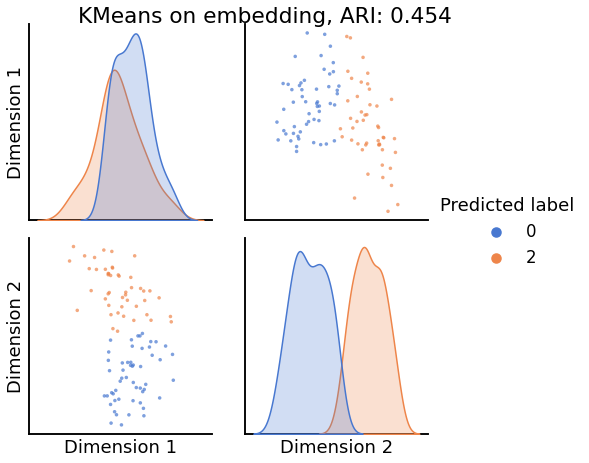 KMeans on embedding, ARI: 0.454
Dimension 1
Predicted label
0
2
Dimension 2
Dimension 1
Dimension 2